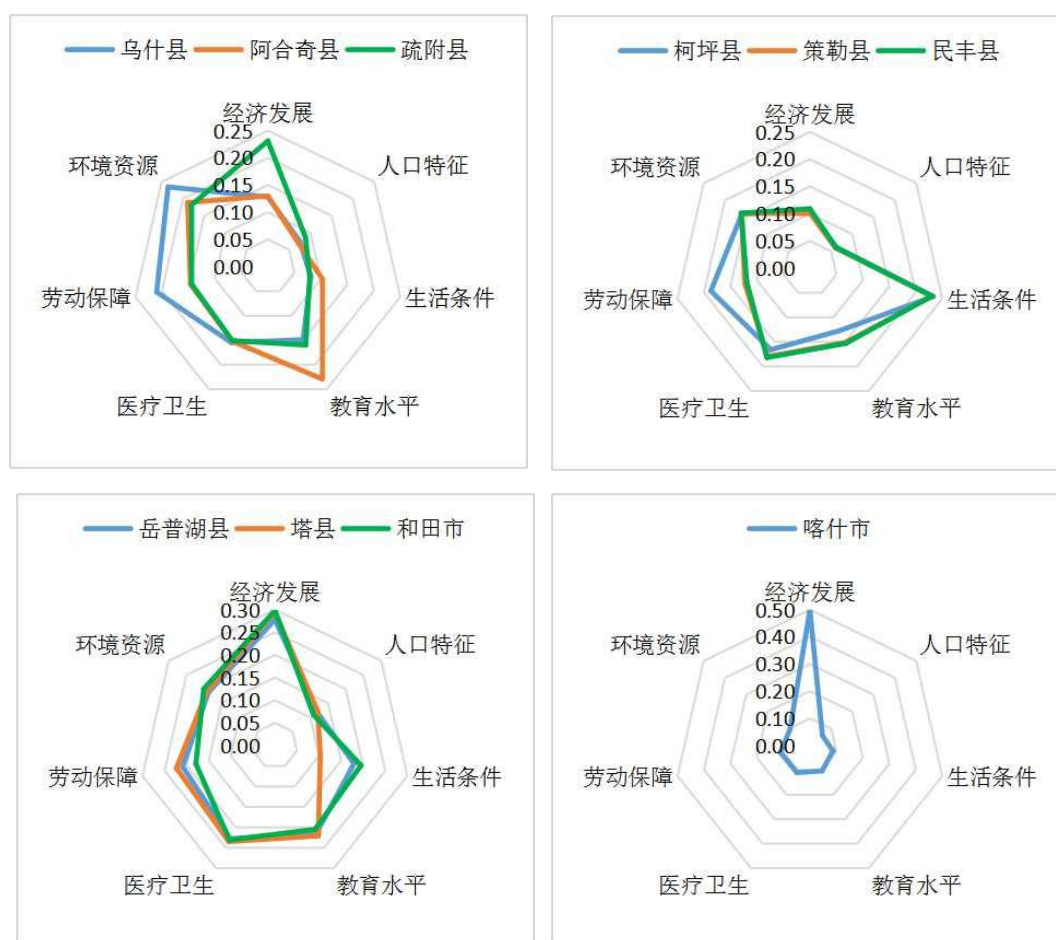 乌什县 阿合奇县 疏附县
经济发展
0.25
0.20
0.15
0.10
0.05
0.00
人口特征
生活条件
教育水平
医疗卫生
劳动保障
环境资源
柯坪县 策勒县 民丰县
经济发展
0.25
0.20
0.15
0.10
0.05
0.00
人口特征
生活条件
教育水平
医疗卫生
劳动保障
环境资源
岳普湖县 塔县 和田市
经济发展
0.30
0.25
0.20
0.15
0.10
0.05
0.00
人口特征
生活条件
教育水平
医疗卫生
劳动保障
环境资源
喀什市
经济发展
0.50
0.40
0.30
0.20
0.10
0.00
人口特征
生活条件
教育水平
医疗卫生
劳动保障
环境资源